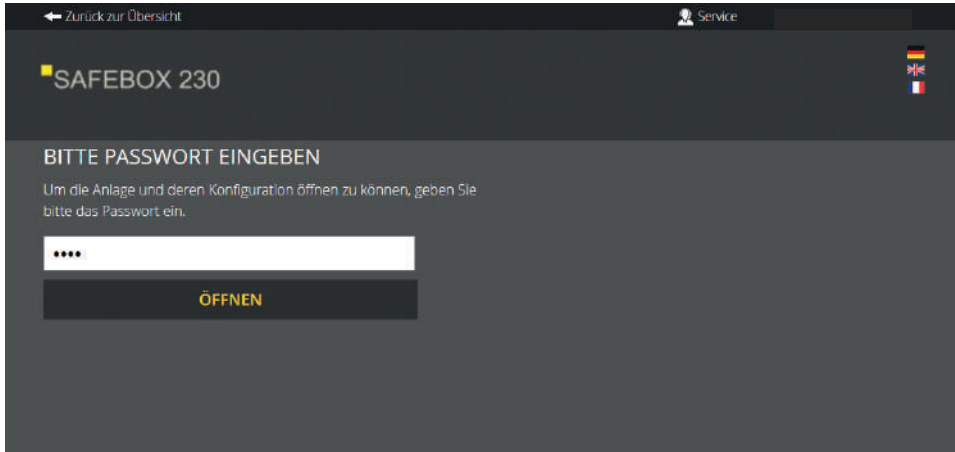 Zurück zur Übersicht
Service
SAFEBOX 230
BITTE PASSWORT EINGEBEN
Um die Anlage und deren Konfiguration öffnen zu können, geben Sie
bitte das Passwort ein.
••••
ÖFFNEN